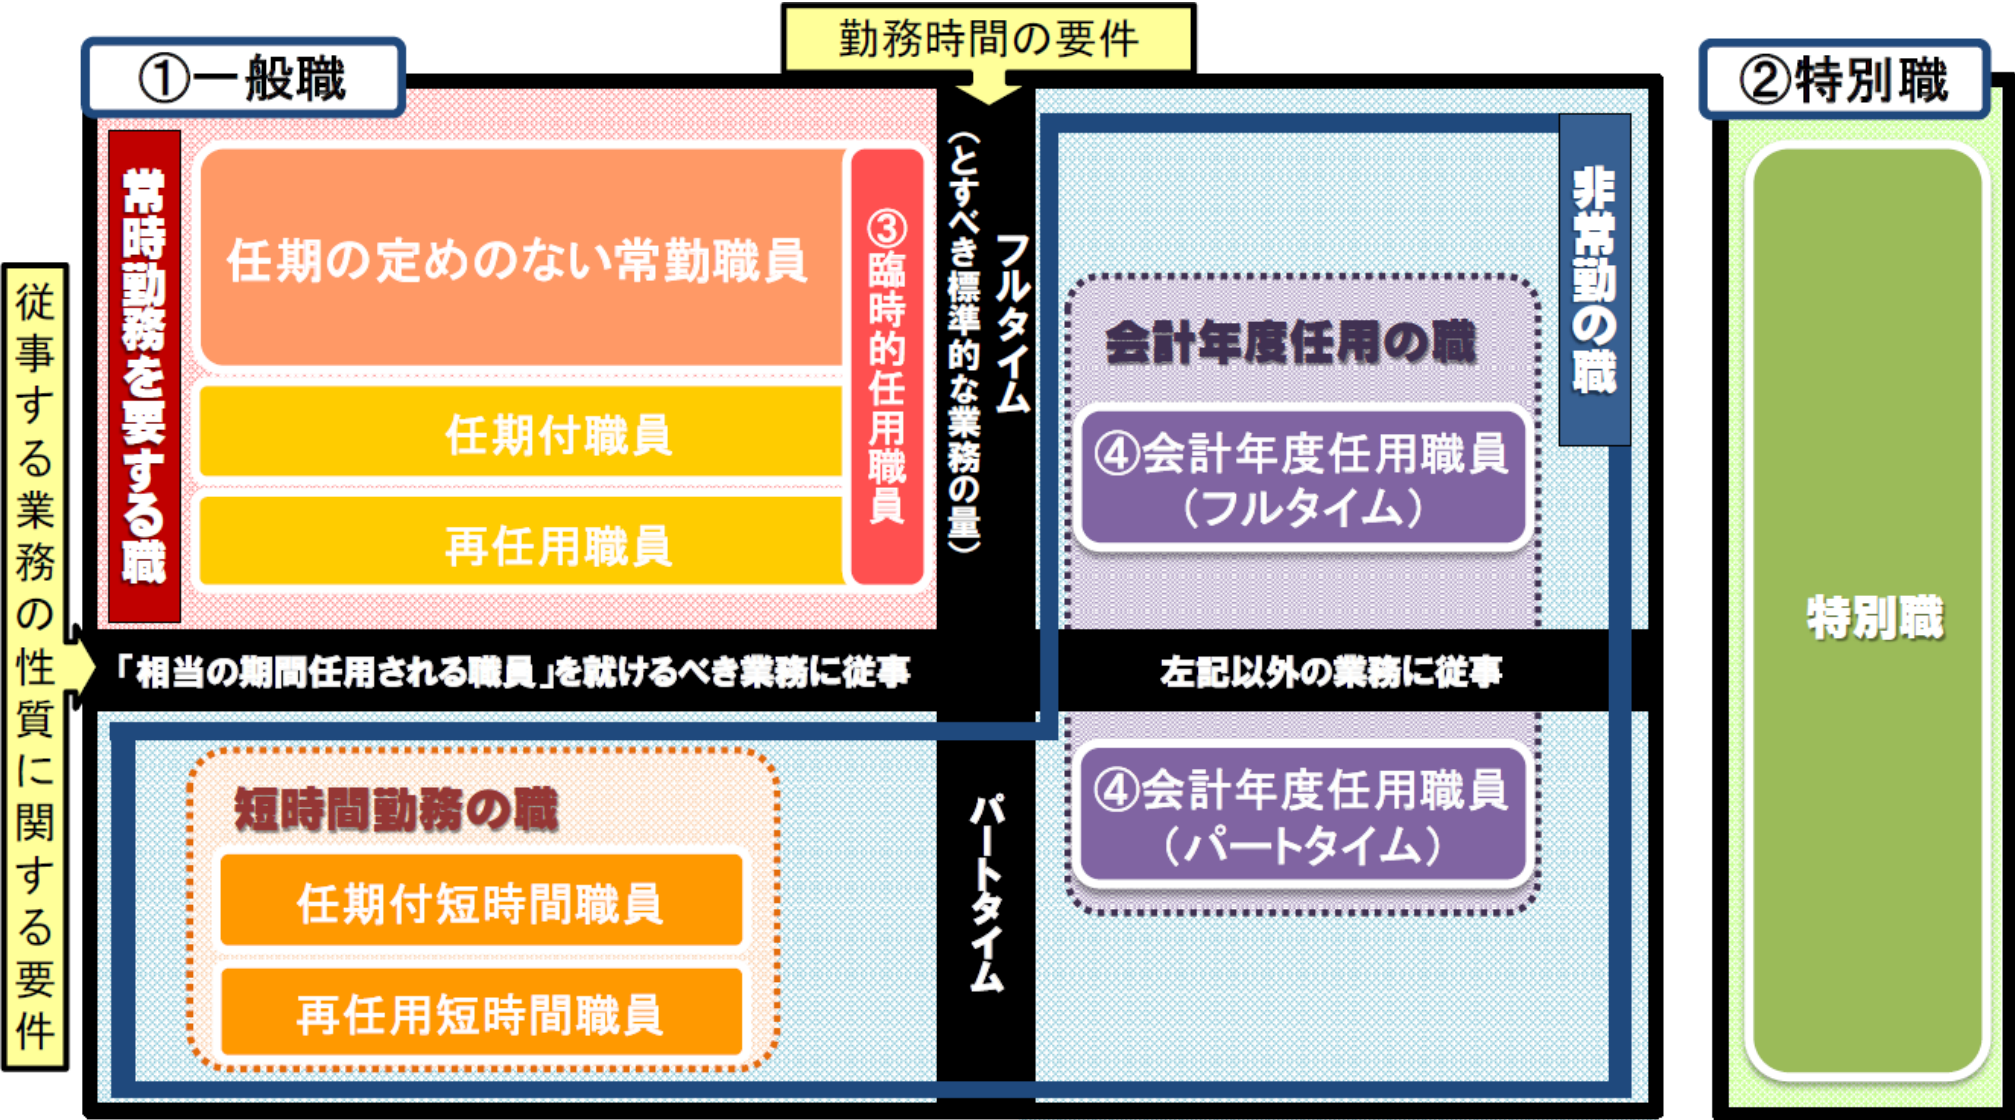 勤務時間の要件
①一般職
②特別職
常時勤務を要する職
任期の定めのない常勤職員
任期付職員
再任用職員
③臨時的任用職員
フルタイム
（とすべき標準的な業務の量）
非常勤の職
会計年度任用の職
④会計年度任用職員
（フルタイム）
従事する業務の性質に関する要件
「相当の期間任用される職員」を就けるべき業務に従事
左記以外の業務に従事
特別職
短時間勤務の職
任期付短時間職員
再任用短時間職員
パートタイム
④会計年度任用職員
（パートタイム）